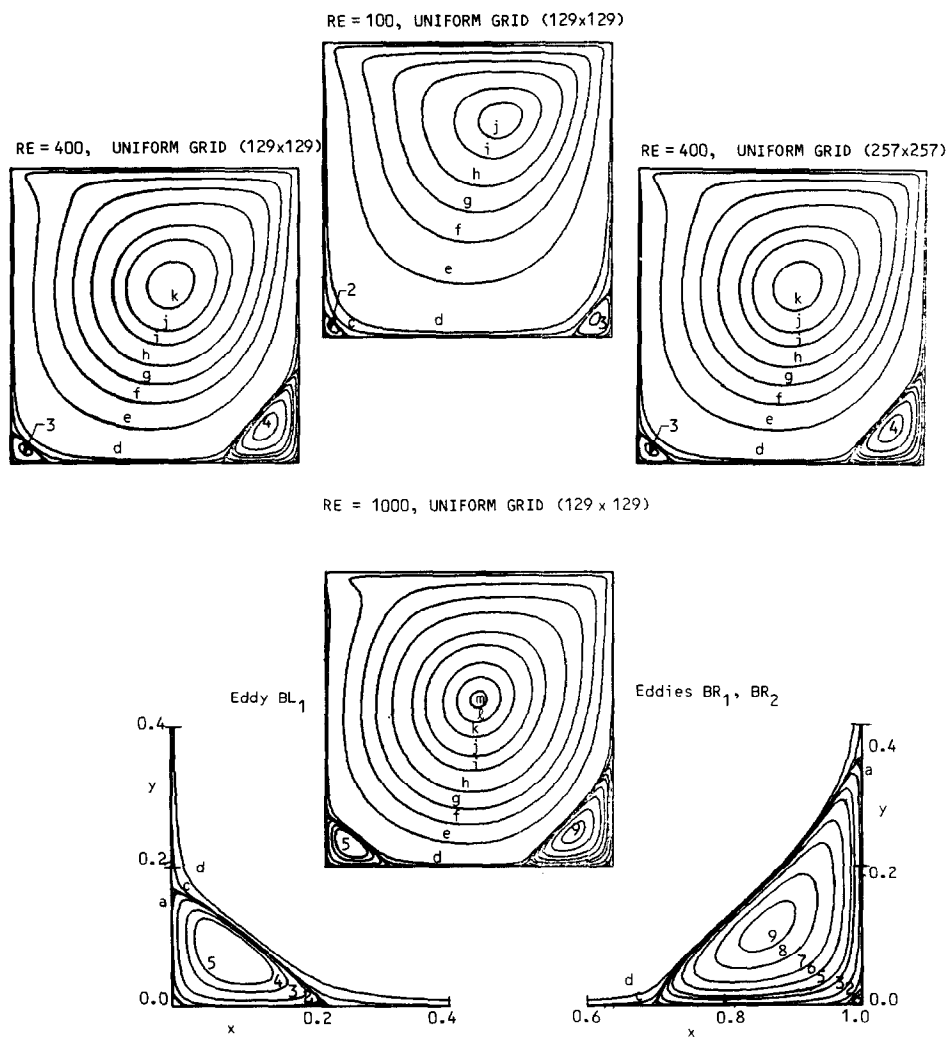 RE = 100, UNIFORM GRID (129x129)
j
i
h
g
f
e
d
c
2
3
RE = 400, UNIFORM GRID (129x129)
k
j
i
h
g
f
e
d
3
4
RE = 400, UNIFORM GRID (257x257)
k
j
i
h
g
f
e
d
4
3
RE = 1000, UNIFORM GRID (129 x 129)
m
ℓ
k
j
i
h
g
f
e
d
5
9
Eddy BL1
0.4
y
0.2
d
c
a
5
4
3
0.0
0.2
0.4
x
Eddies BR1, BR2
0.4
a
y
0.2
9
8
7
6
5
3
2
d
c
0.0
0.6
0.8
1.0
x